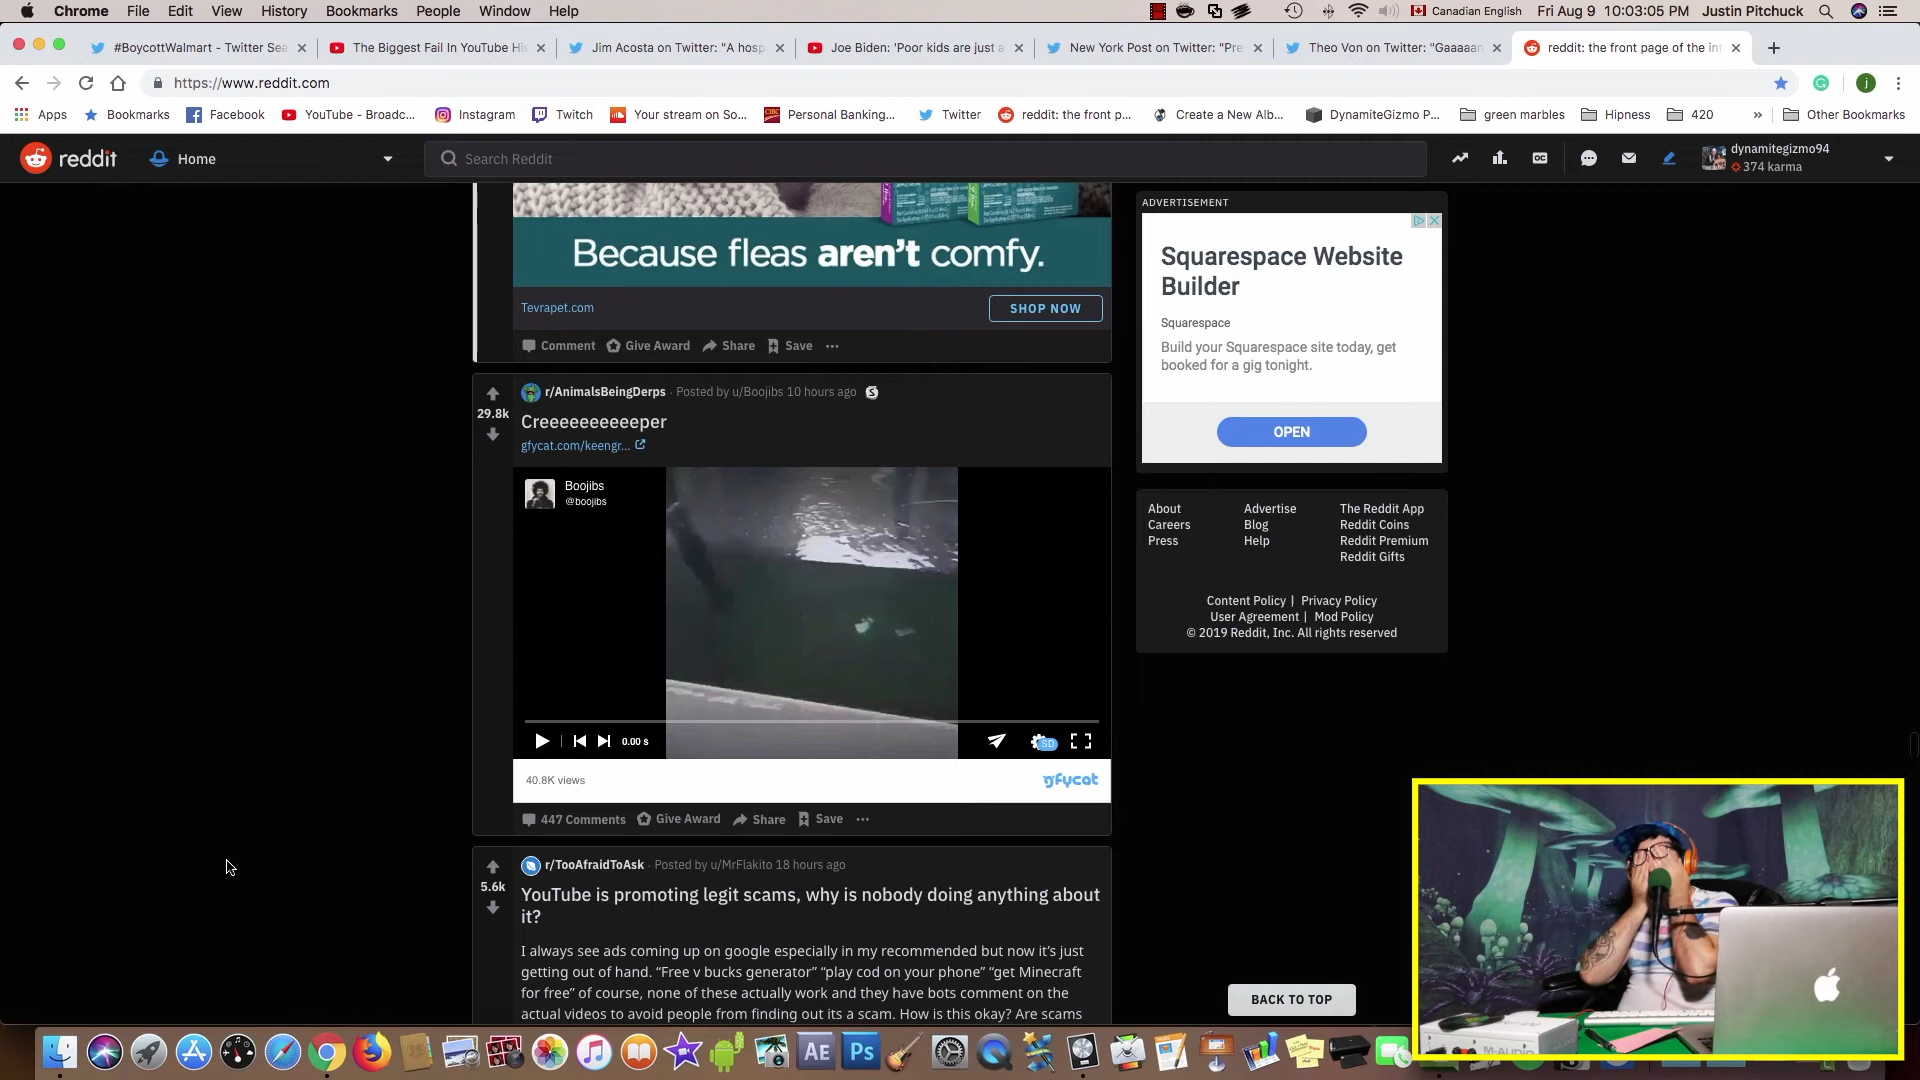 Chrome File Edit View History Bookmarks People Window Help
Canadian English Fri Aug 9 10:03:05 PM Justin Pitchuck
#BoycottWalmart - Twitter Sea
The Biggest Fail In YouTube His
Jim Acosta on Twitter: "A hosp
Joe Biden: 'Poor kids are just a
New York Post on Twitter: "Pre
Theo Von on Twitter: "Gaaaaan
reddit: the front page of the int
https://www.reddit.com
j
Apps Bookmarks Facebook YouTube - Broadc... Instagram Twitch Your stream on So... Personal Banking... Twitter reddit: the front p... Create a New Alb... DynamiteGizmo P... green marbles Hipness 420 » Other Bookmarks
reddit Home Search Reddit
OC
dynamitegizmo94
374 karma
Because fleas aren't comfy.
Tevrapet.com SHOP NOW
Comment Give Award Share Save
29.8k
r/AnimalsBeingDerps · Posted by u/Boojibs 10 hours ago
Creeeeeeeeeeper
gfycat.com/keengr...
Boojibs
@boojibs
0.00 s
SD
40.8K views
gfycat
447 Comments Give Award Share Save
5.6k
r/TooAfraidToAsk · Posted by u/MrFlakito 18 hours ago
YouTube is promoting legit scams, why is nobody doing anything about
it?
I always see ads coming up on google especially in my recommended but now it's just
getting out of hand. "Free v bucks generator" "play cod on your phone" "get Minecraft
for free" of course, none of these actually work and they have bots comment on the
actual videos to avoid people from finding out its a scam. How is this okay? Are scams
ADVERTISEMENT
Squarespace Website
Builder
Squarespace
Build your Squarespace site today, get
booked for a gig tonight.
OPEN
About Advertise The Reddit App
Careers Blog Reddit Coins
Press Help Reddit Premium
Reddit Gifts
Content Policy | Privacy Policy
User Agreement | Mod Policy
© 2019 Reddit, Inc. All rights reserved
BACK TO TOP
M-AUDIO
AE Ps